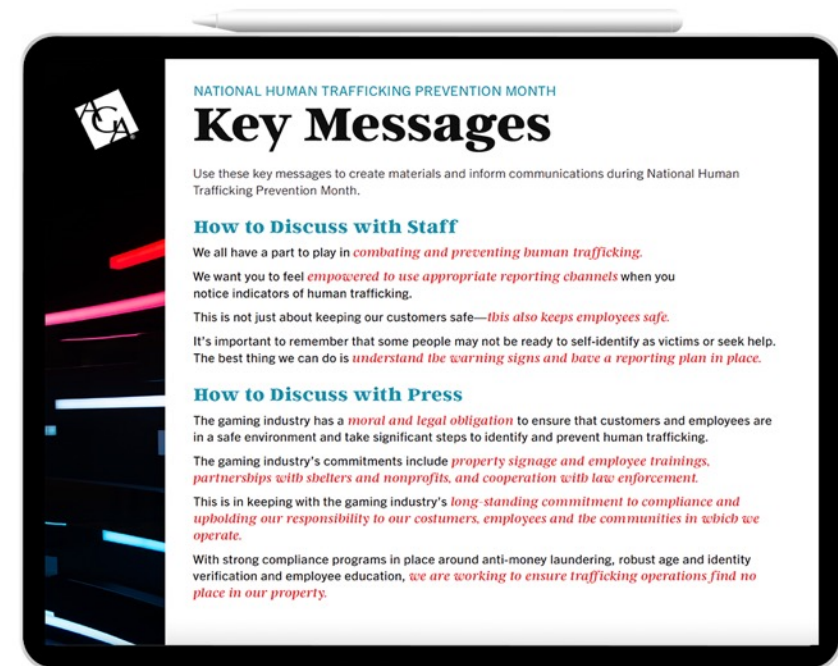 AGA
NATIONAL HUMAN TRAFFICKING PREVENTION MONTH
Key Messages
Use these key messages to create materials and inform communications during National Human
Trafficking Prevention Month.
How to Discuss with Staff
We all have a part to play in combating and preventing human trafficking.
We want you to feel empowered to use appropriate reporting channels when you
notice indicators of human trafficking.
This is not just about keeping our customers safe—this also keeps employees safe.
It's important to remember that some people may not be ready to self-identify as victims or seek help.
The best thing we can do is understand the warning signs and have a reporting plan in place.
How to Discuss with Press
The gaming industry has a moral and legal obligation to ensure that customers and employees are
in a safe environment and take significant steps to identify and prevent human trafficking.
The gaming industry's commitments include property signage and employee trainings,
partnerships with shelters and nonprofits, and cooperation with law enforcement.
This is in keeping with the gaming industry's long-standing commitment to compliance and
upholding our responsibility to our costumers, employees and the communities in which we
operate.
With strong compliance programs in place around anti-money laundering, robust age and identity
verification and employee education, we are working to ensure trafficking operations find no
place in our property.